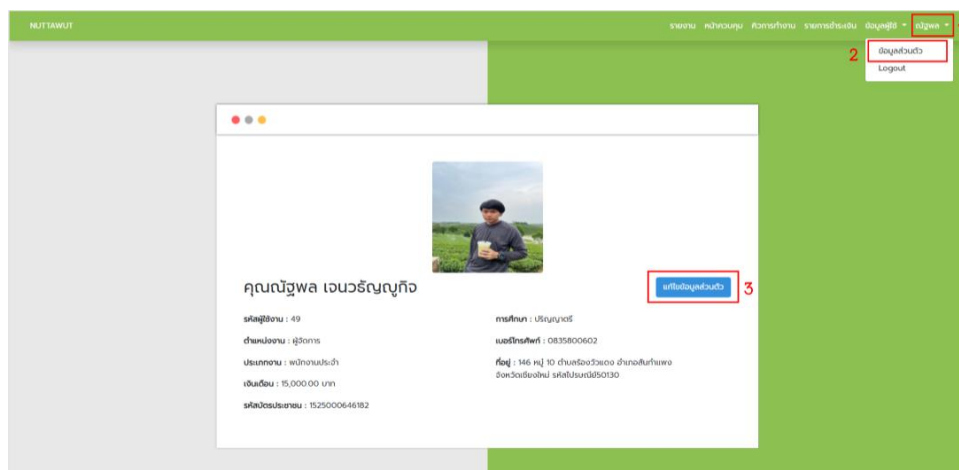 NUTTAWUT
รายงาน หน้าควบคุม คิวการทำงาน รายการชำระเงิน ข้อมูลผู้ใช้ ณัฐพล
2 ข้อมูลส่วนตัว
Logout
คุณณัฐพล เจนวรัญญูกิจ
แก้ไขข้อมูลส่วนตัว 3
รหัสผู้ใช้งาน : 49
ตำแหน่งงาน : ผู้จัดการ
ประเภทงาน : พนักงานประจำ
เงินเดือน : 15,000.00 บาท
รหัสบัตรประชาชน : 1525000646182
การศึกษา : ปริญญาตรี
เบอร์โทรศัพท์ : 0835800602
ที่อยู่ : 146 หมู่ 10 ตำบลร้องวัวแดง อำเภอสันกำแพง
จังหวัดเชียงใหม่ รหัสไปรษณีย์50130